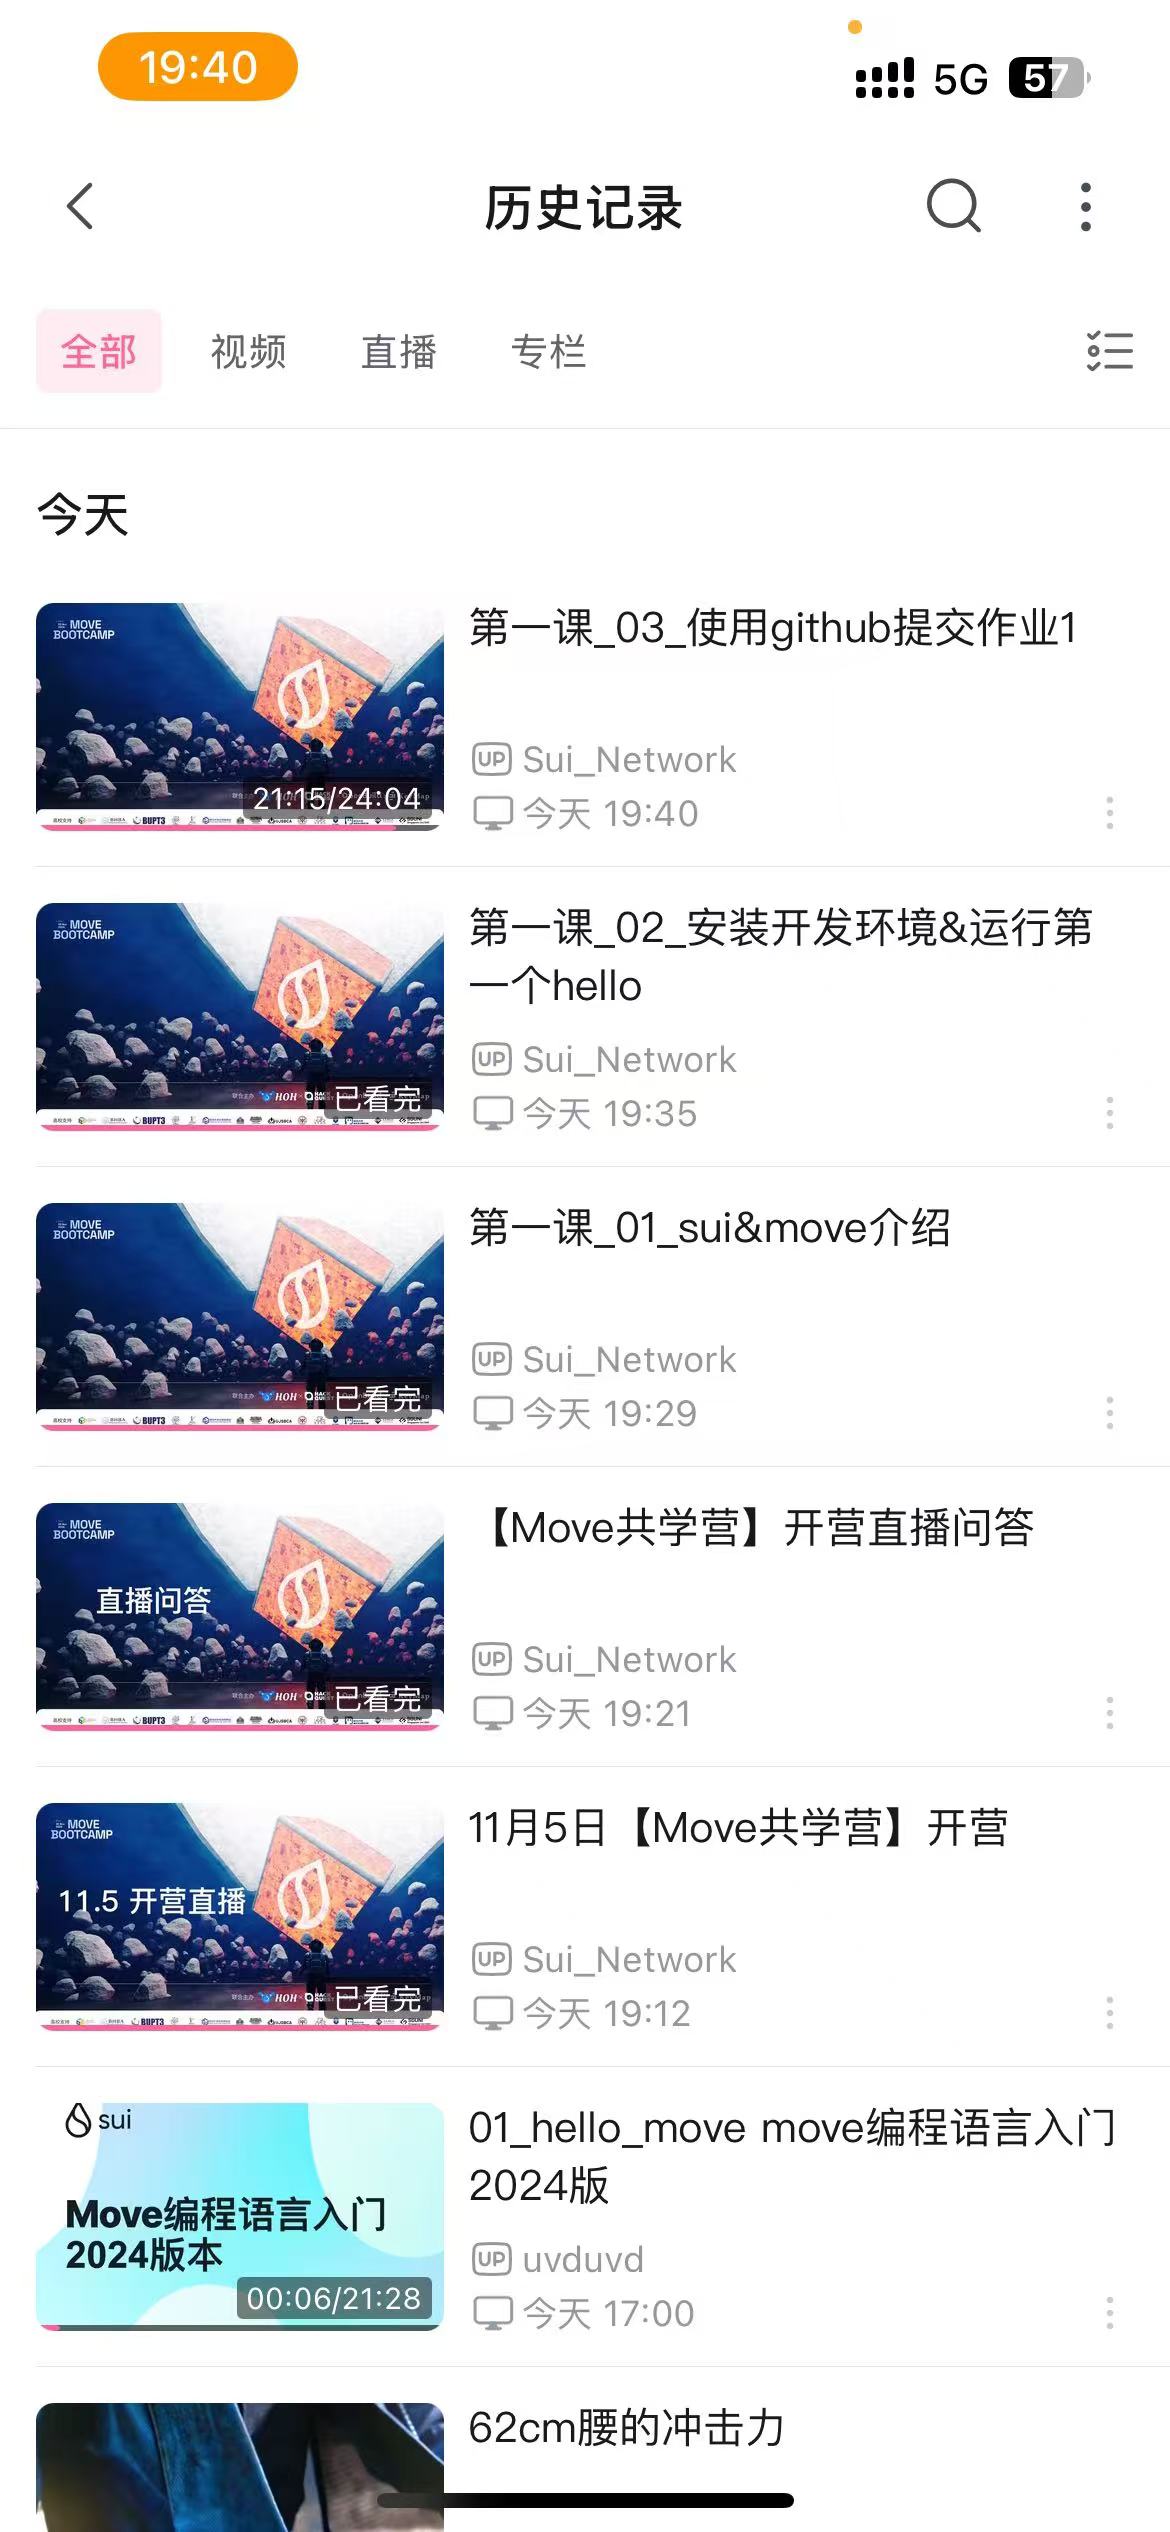 19:40
5G 57
历史记录
全部 视频 直播 专栏
今天
MOVE
BOOTCAMP
21:15/24:04
BUPT3
第一课_03_使用github提交作业1
UP Sui_Network
今天 19:40
MOVE
BOOTCAMP
HOH
已看完
BUPT3
第一课_02_安装开发环境&运行第
一个hello
UP Sui_Network
今天 19:35
MOVE
BOOTCAMP
HOH
已看完
BUPT3
第一课_01_sui&move介绍
UP Sui_Network
今天 19:29
MOVE
BOOTCAMP
直播问答
HOH
已看完
BUPT3
【Move共学营】开营直播问答
UP Sui_Network
今天 19:21
MOVE
BOOTCAMP
11.5 开营直播
HOH
已看完
BUPT3
11月5日【Move共学营】开营
UP Sui_Network
今天 19:12
sui
Move编程语言入门
2024版本
00:06/21:28
01_hello_move move编程语言入门
2024版
UP uvduvd
今天 17:00
62cm腰的冲击力